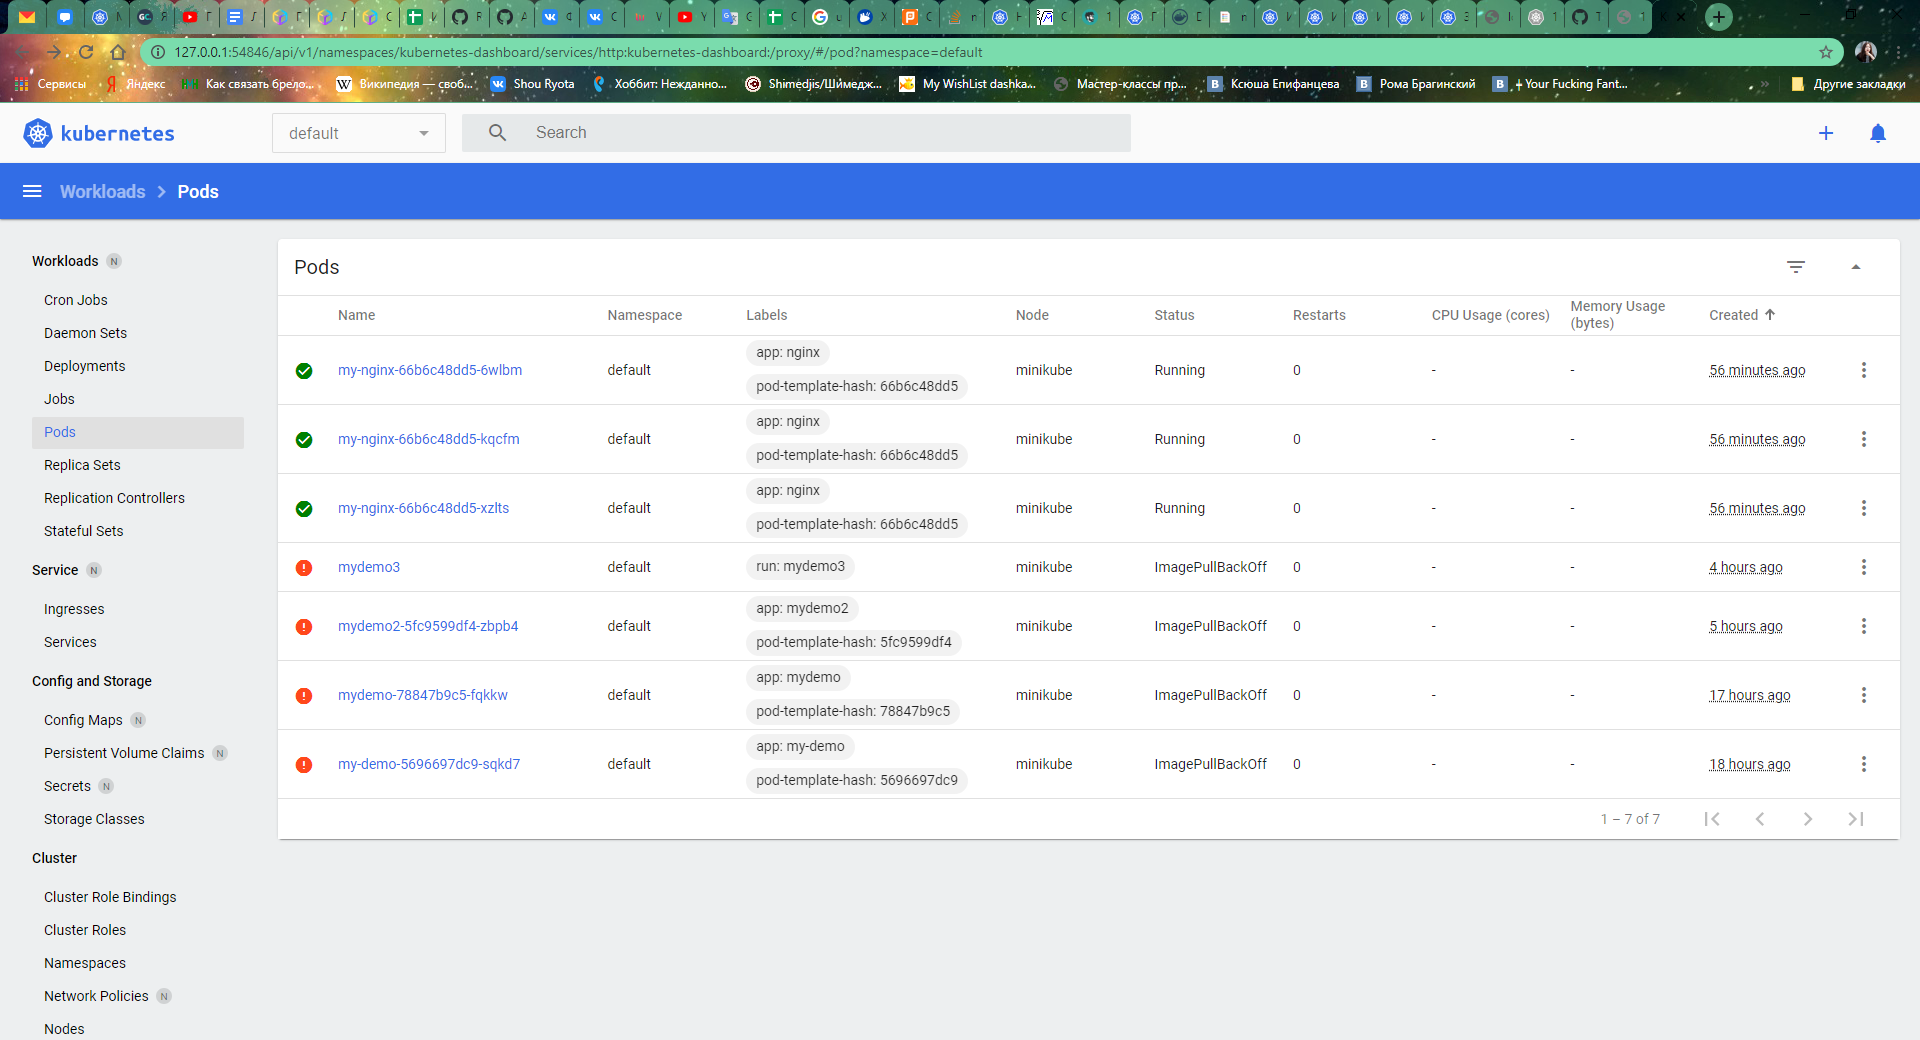 127.0.0.1:54846/api/v1/namespaces/kubernetes-dashboard/services/http:kubernetes-dashboard:/proxy/#/pod?namespace=default
Сервисы Яндекс Как связать брело... Википедия — своб... Shou Ryota Хоббит: Нежданно... Shimedjis/Шимедж... My WishList dashka... Мастер-классы пр... Ксюша Епифанцева Рома Брагинский ┽Your Fucking Fant... » Другие закладки
kubernetes default Search
Workloads Pods
Workloads N
Cron Jobs
Daemon Sets
Deployments
Jobs
Pods
Replica Sets
Replication Controllers
Stateful Sets
Service N
Ingresses
Services
Config and Storage
Config Maps N
Persistent Volume Claims N
Secrets N
Storage Classes
Cluster
Cluster Role Bindings
Cluster Roles
Namespaces
Network Policies N
Nodes
Pods
Name Namespace Labels Node Status Restarts CPU Usage (cores) Memory Usage (bytes) Created
my-nginx-66b6c48dd5-6wlbm default app: nginx pod-template-hash: 66b6c48dd5 minikube Running 0 - - 56 minutes ago
my-nginx-66b6c48dd5-kqcfm default app: nginx pod-template-hash: 66b6c48dd5 minikube Running 0 - - 56 minutes ago
my-nginx-66b6c48dd5-xzlts default app: nginx pod-template-hash: 66b6c48dd5 minikube Running 0 - - 56 minutes ago
mydemo3 default run: mydemo3 minikube ImagePullBackOff 0 - - 4 hours ago
mydemo2-5fc9599df4-zbpb4 default app: mydemo2 pod-template-hash: 5fc9599df4 minikube ImagePullBackOff 0 - - 5 hours ago
mydemo-78847b9c5-fqkkw default app: mydemo pod-template-hash: 78847b9c5 minikube ImagePullBackOff 0 - - 17 hours ago
my-demo-5696697dc9-sqkd7 default app: my-demo pod-template-hash: 5696697dc9 minikube ImagePullBackOff 0 - - 18 hours ago
1 – 7 of 7